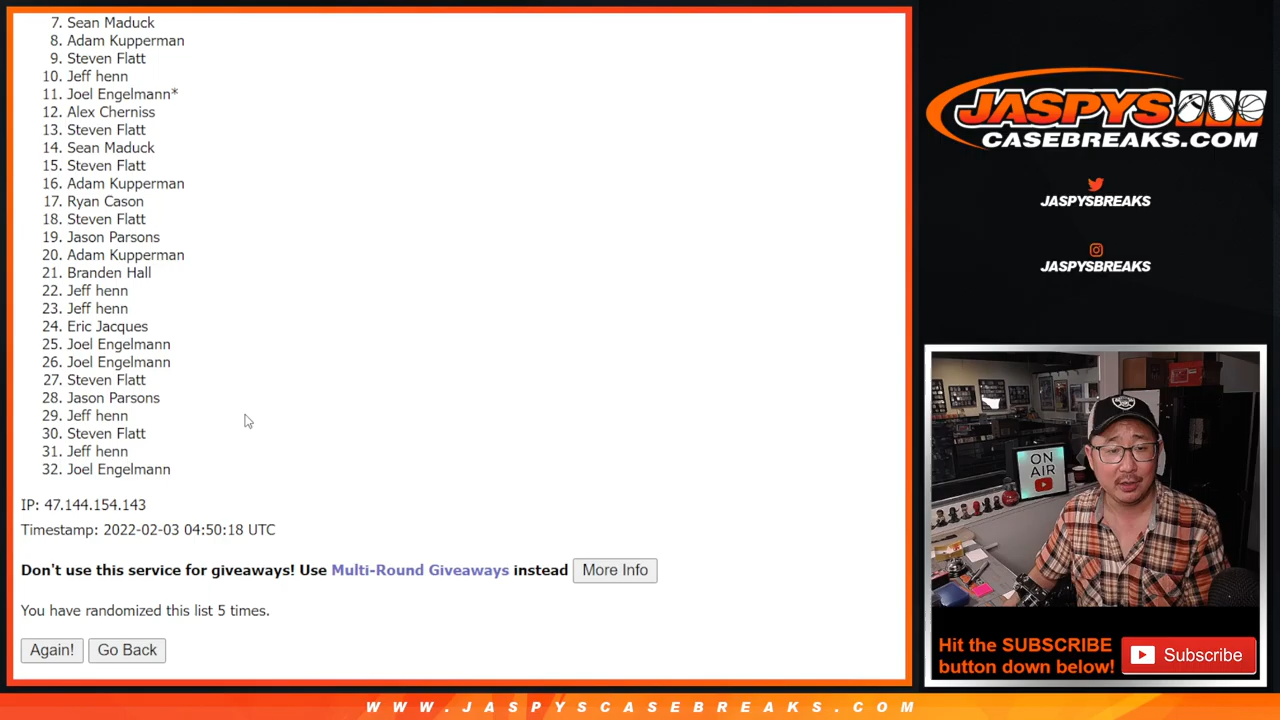 7. Sean Maduck
8. Adam Kupperman
9. Steven Flatt
10. Jeff henn
11. Joel Engelmann*
12. Alex Cherniss
13. Steven Flatt
14. Sean Maduck
15. Steven Flatt
16. Adam Kupperman
17. Ryan Cason
18. Steven Flatt
19. Jason Parsons
20. Adam Kupperman
21. Branden Hall
22. Jeff henn
23. Jeff henn
24. Eric Jacques
25. Joel Engelmann
26. Joel Engelmann
27. Steven Flatt
28. Jason Parsons
29. Jeff henn
30. Steven Flatt
31. Jeff henn
32. Joel Engelmann
IP: 47.144.154.143
Timestamp: 2022-02-03 04:50:18 UTC
Don't use this service for giveaways! Use Multi-Round Giveaways instead More Info
You have randomized this list 5 times.
Again! Go Back
JASPYS
CASEBREAKS.COM
JASPYSBREAKS
JASPYSBREAKS
ON
AIR
Hit the SUBSCRIBE
button down below!
Subscribe
WWW.JASPYSCASEBREAKS.COM